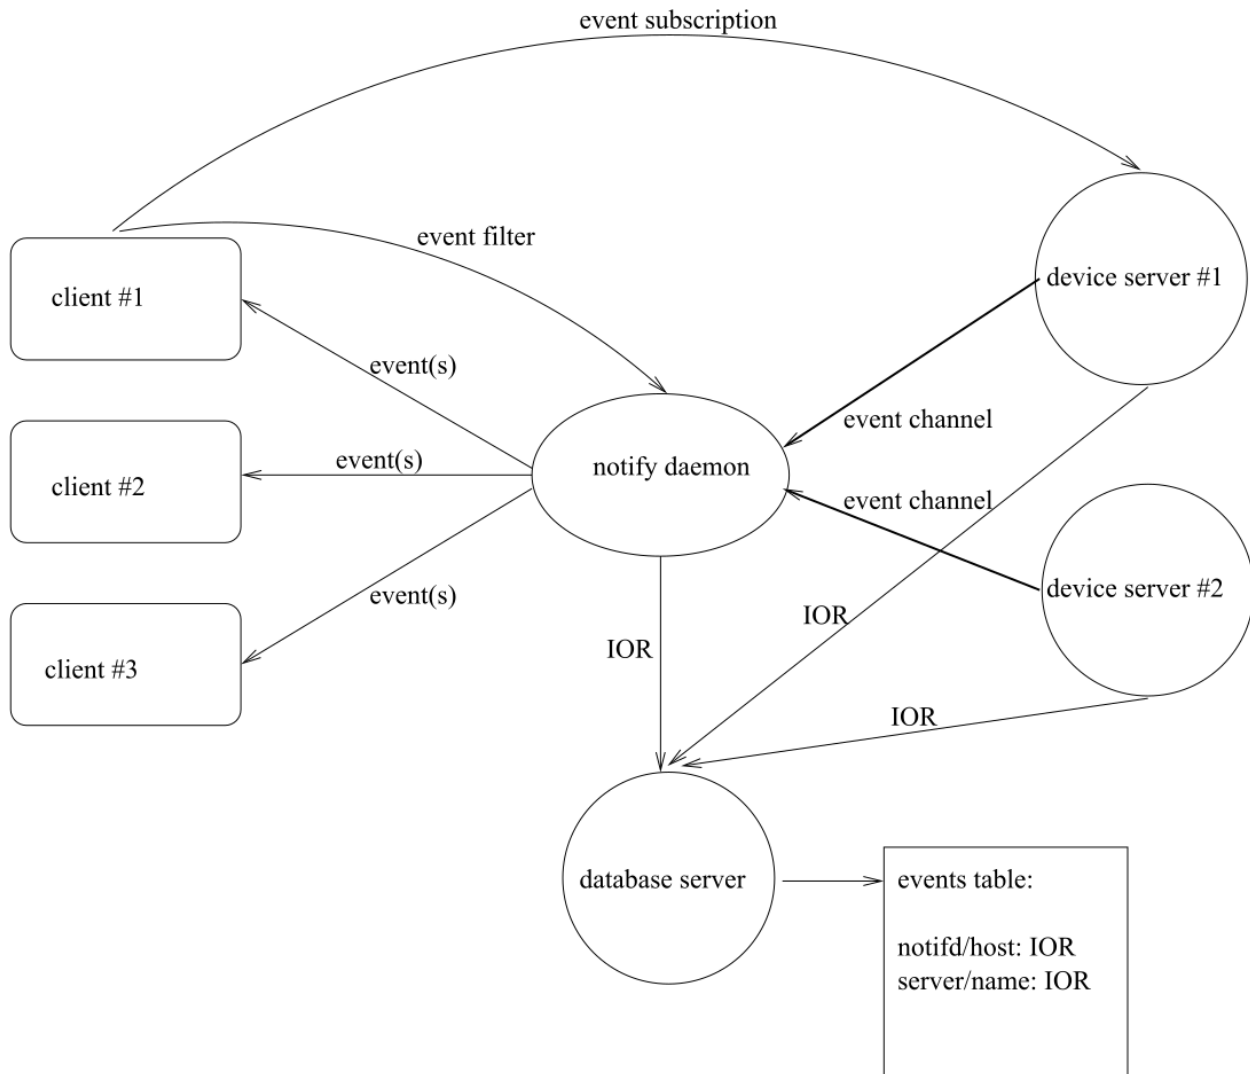 event subscription
event filter
client #1
device server #1
event(s)
event channel
notify daemon
event(s)
client #2
event channel
device server #2
event(s)
IOR
IOR
client #3
IOR
database server
events table:
notifd/host: IOR
server/name: IOR